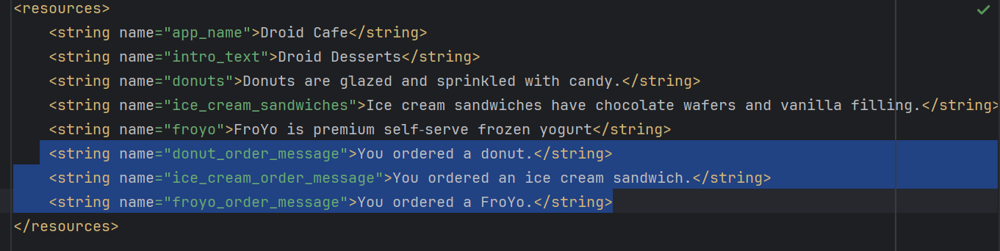 <resources>
    <string name="app_name">Droid Cafe</string>
    <string name="intro_text">Droid Desserts</string>
    <string name="donuts">Donuts are glazed and sprinkled with candy.</string>
    <string name="ice_cream_sandwiches">Ice cream sandwiches have chocolate wafers and vanilla filling.</string>
    <string name="froyo">FroYo is premium self-serve frozen yogurt</string>
    <string name="donut_order_message">You ordered a donut.</string>
    <string name="ice_cream_order_message">You ordered an ice cream sandwich.</string>
    <string name="froyo_order_message">You ordered a FroYo.</string>
</resources>